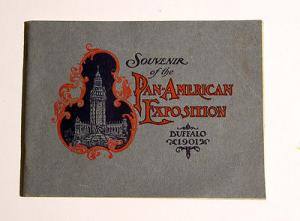 SOUVENIR
of the
PAN-AMERICAN
EXPOSITION
BUFFALO
1901